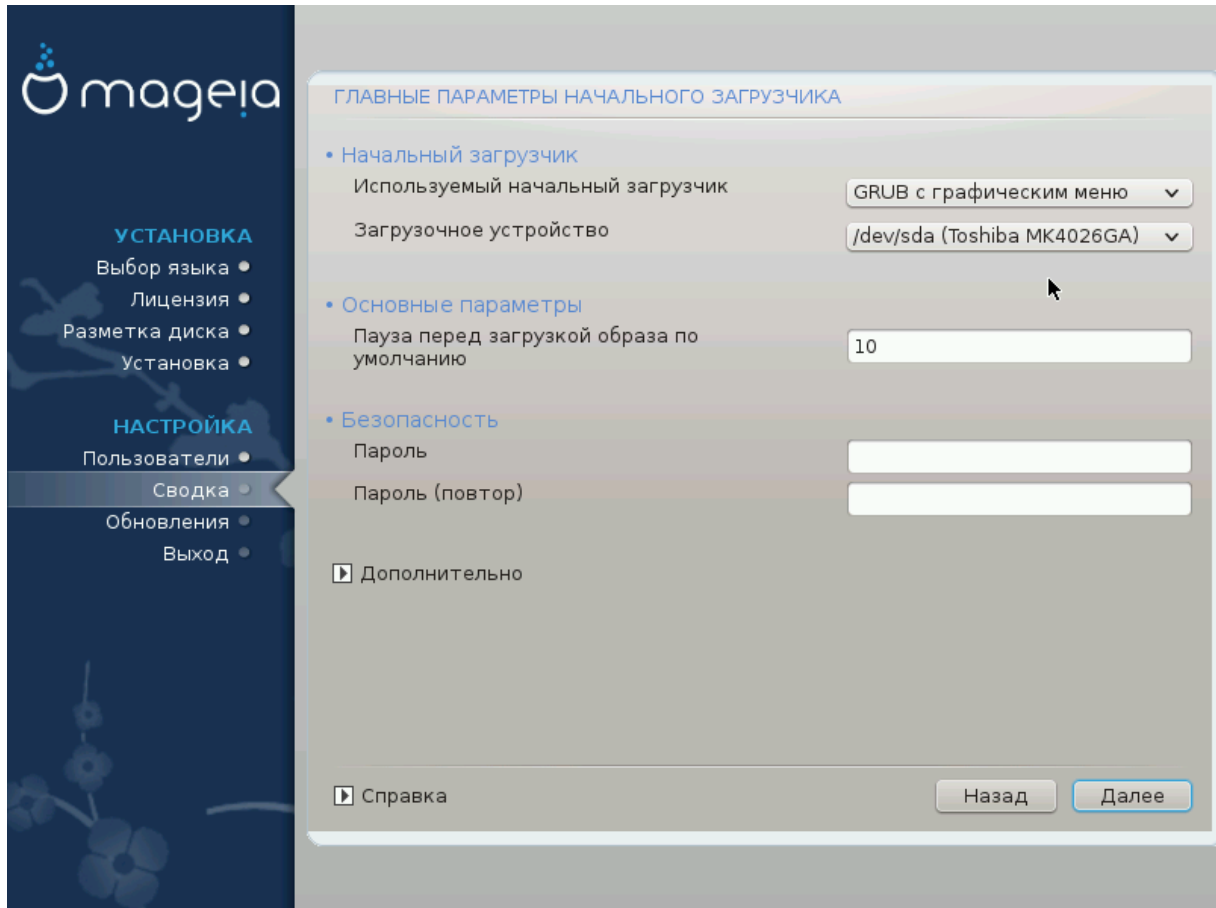 mageia
УСТАНОВКА
Выбор языка
Лицензия
Разметка диска
Установка
НАСТРОЙКА
Пользователи
Сводка
Обновления
Выход
ГЛАВНЫЕ ПАРАМЕТРЫ НАЧАЛЬНОГО ЗАГРУЗЧИКА
• Начальный загрузчик
Используемый начальный загрузчик
GRUB с графическим меню
Загрузочное устройство
/dev/sda (Toshiba MK4026GA)
• Основные параметры
Пауза перед загрузкой образа по
умолчанию
10
• Безопасность
Пароль
Пароль (повтор)
Дополнительно
Справка
Назад
Далее